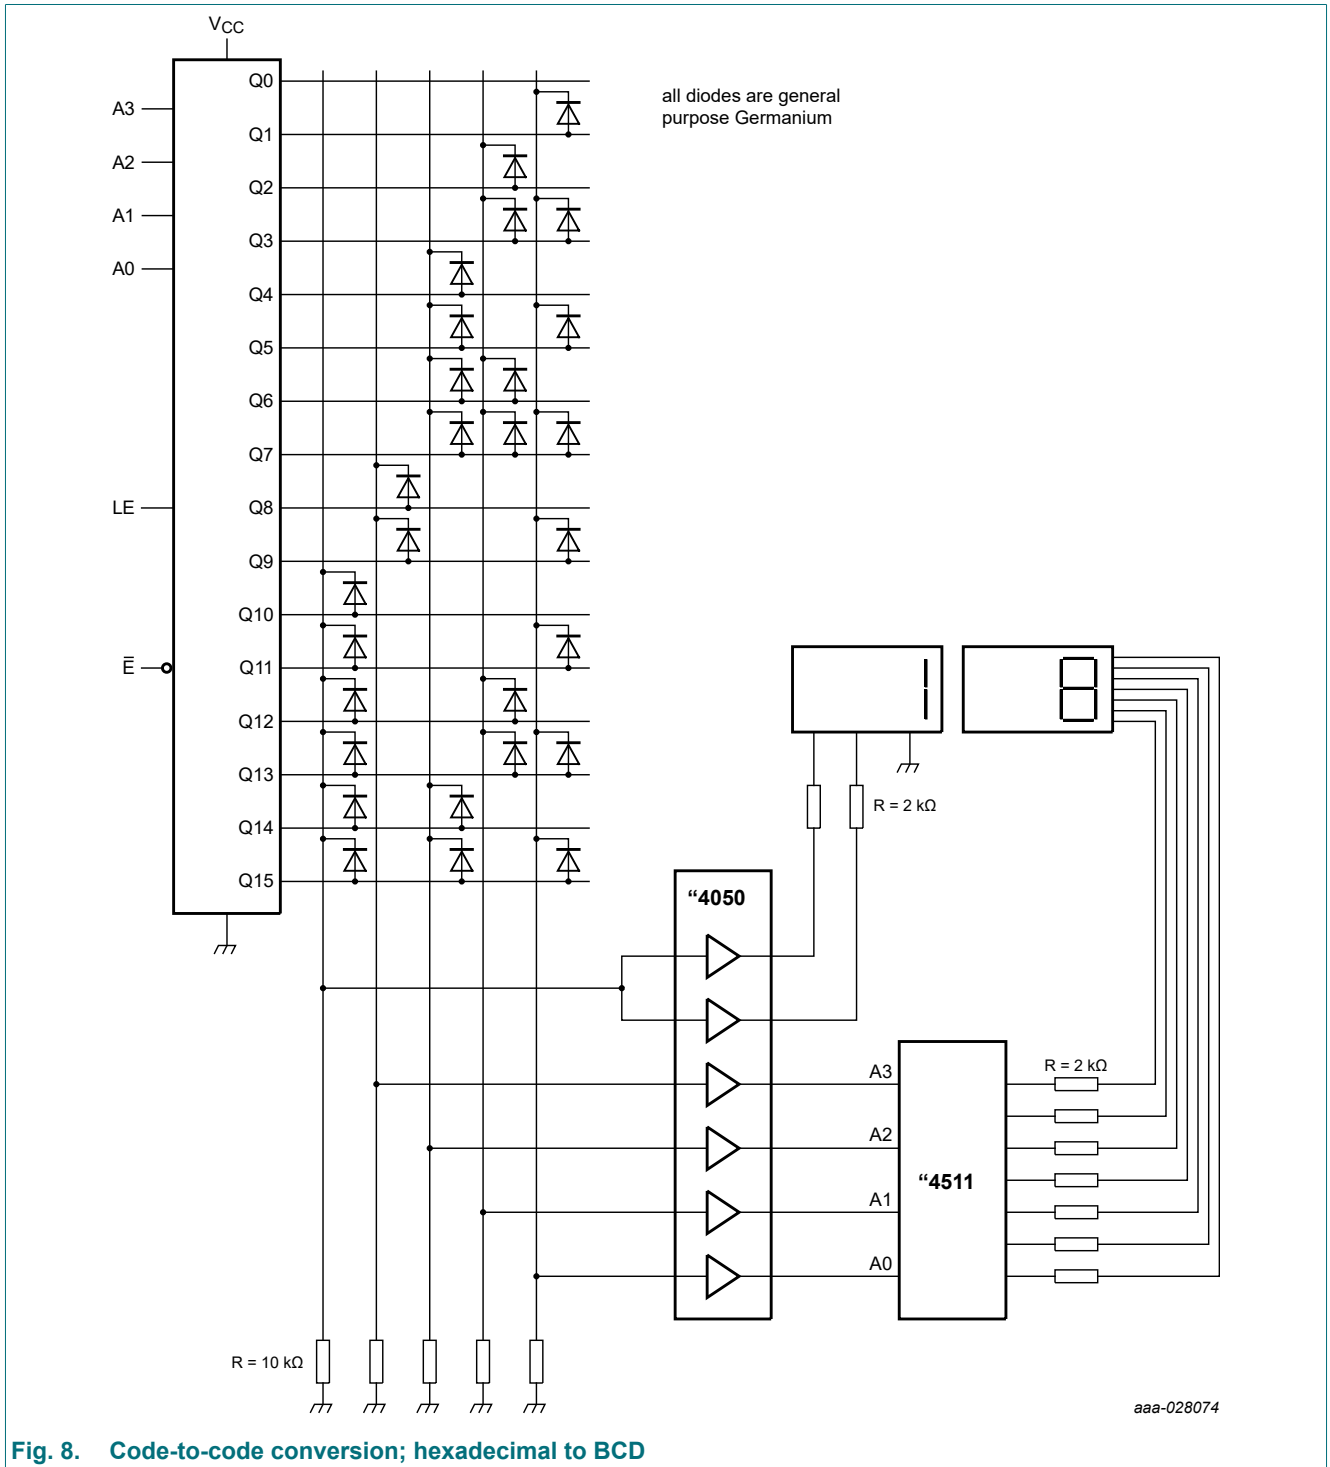 VCC
Q0
A3
all diodes are general
purpose Germanium
Q1
A2
Q2
A1
Q3
A0
Q4
Q5
Q6
Q7
LE
Q8
Q9
Q10
E̅
Q11
Q12
Q13
R = 2 kΩ
Q14
Q15
“4050
A3
R = 2 kΩ
A2
“4511
A1
A0
R = 10 kΩ
aaa-028074
Fig. 8. Code-to-code conversion; hexadecimal to BCD